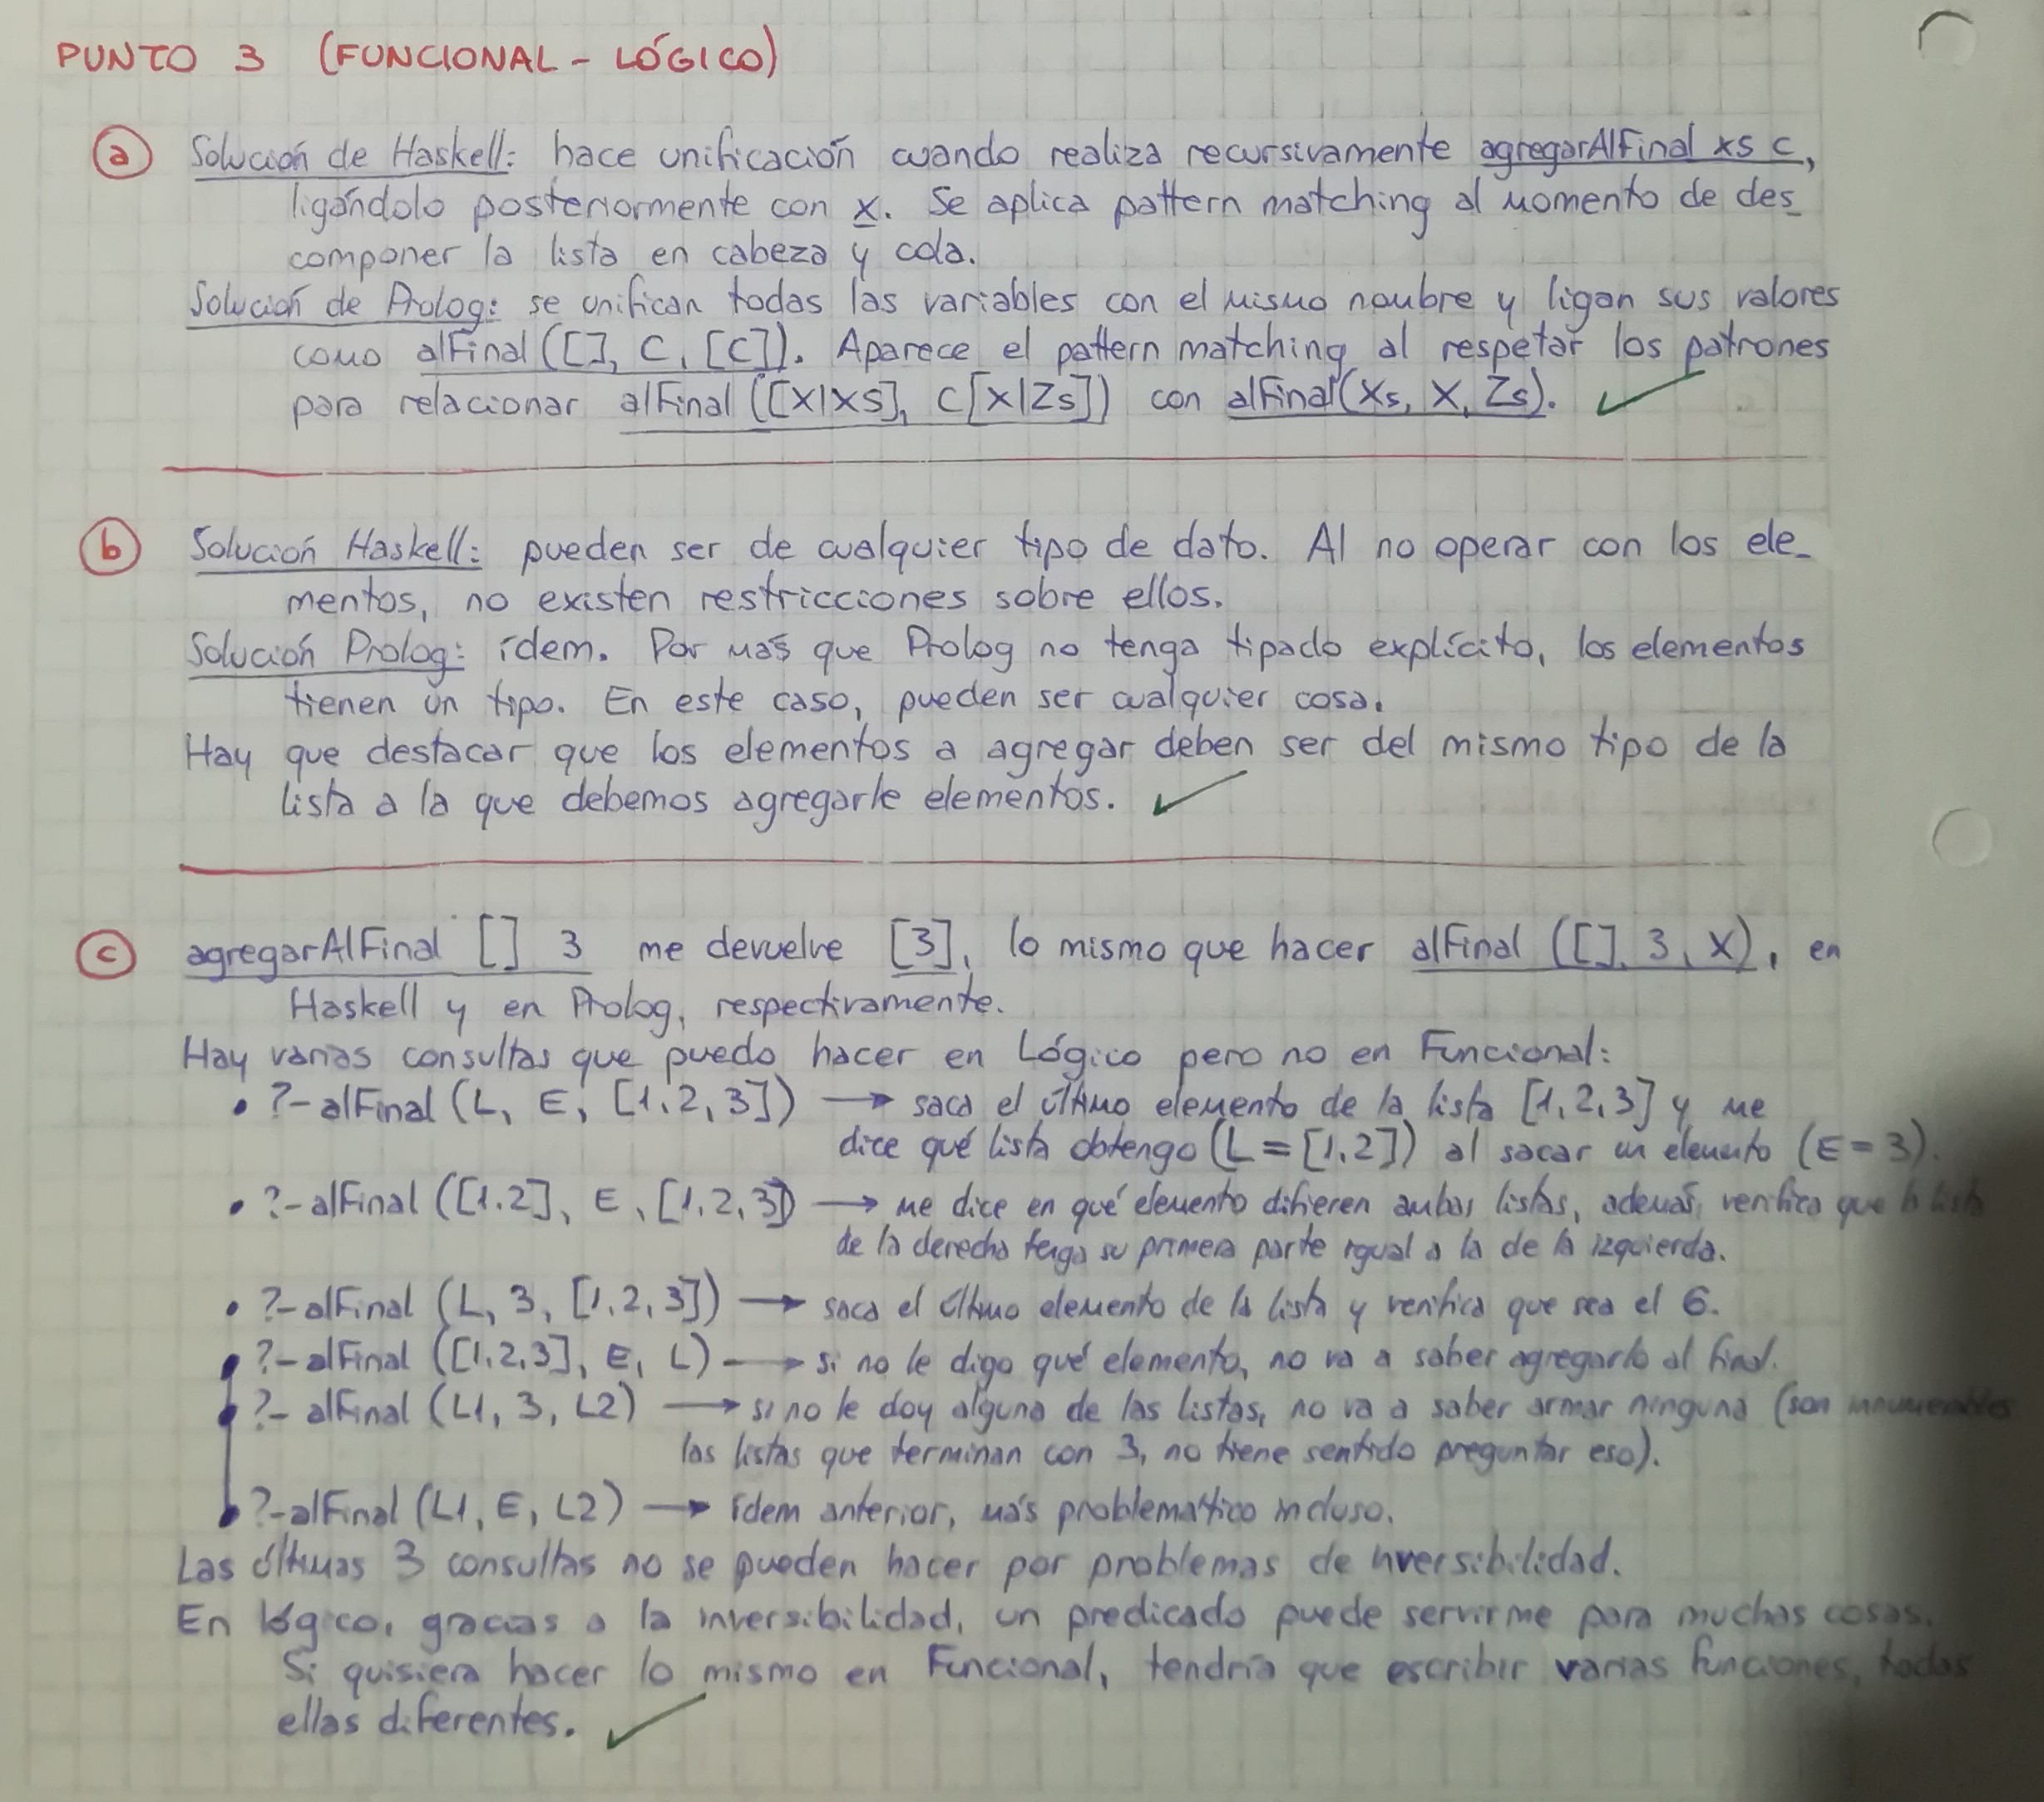 PUNTO 3 (FUNCIONAL - LÓGICO)
a Solución de Haskell: hace unificación cuando realiza recursivamente agregarAlFinal xs c,
ligándolo posteriormente con x. Se aplica pattern matching al momento de des_
componer la lista en cabeza y cola.
Solución de Prolog: se unifican todas las variables con el mismo nombre y ligan sus valores
como alFinal ([], C, [C]). Aparece el pattern matching al respetar los patrones
para relacionar alFinal ([X|XS], C[X|Zs]) con alFinal(Xs, X, Zs).
b Solución Haskell: pueden ser de cualquier tipo de dato. Al no operar con los ele_
mentos, no existen restricciones sobre ellos.
Solución Prolog: ídem. Por más que Prolog no tenga tipado explícito, los elementos
tienen un tipo. En este caso, pueden ser cualquier cosa.
Hay que destacar que los elementos a agregar deben ser del mismo tipo de la
lista a la que debemos agregarle elementos.
c agregarAlFinal [] 3 me devuelve [3], lo mismo que hacer alFinal ([], 3, X), en
Haskell y en Prolog, respectivamente.
Hay varias consultas que puedo hacer en Lógico pero no en Funcional:
• ?- alFinal (L, E, [1,2,3]) → saca el último elemento de la lista [1,2,3] y me
dice qué lista obtengo (L = [1,2]) al sacar un elemento (E = 3).
• ?- alFinal ([1,2], E, [1,2,3]) → me dice en qué elemento difieren ambas listas, además, verifica que la lista
de la derecha tenga su primera parte igual a la de la izquierda.
• ?- alFinal (L, 3, [1,2,3]) → saca el último elemento de la lista y verifica que sea el 6.
• ?- alFinal ([1,2,3], E, L) → si no le digo qué elemento, no va a saber agregarlo al final.
• ?- alFinal (L1, 3, L2) → si no le doy alguna de las listas, no va a saber armar ninguna (son innumerables
las listas que terminan con 3, no tiene sentido preguntar eso).
• ?- alFinal (L1, E, L2) → ídem anterior, más problemático incluso.
Las últimas 3 consultas no se pueden hacer por problemas de inversibilidad.
En lógico, gracias a la inversibilidad, un predicado puede servirme para muchas cosas.
Si quisiera hacer lo mismo en Funcional, tendría que escribir varias funciones, todas
ellas diferentes.